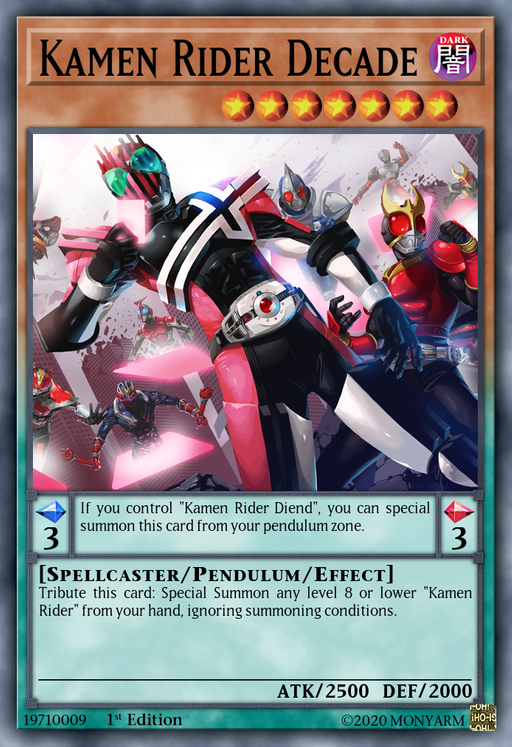 KAMEN RIDER DECADE
DARK
闇
If you control "Kamen Rider Diend", you can special
summon this card from your pendulum zone.
3
3
[SPELLCASTER/PENDULUM/EFFECT]
Tribute this card: Special Summon any level 8 or lower "Kamen
Rider" from your hand, ignoring summoning conditions.
ATK/2500 DEF/2000
19710009 1st Edition ©2020 MONYARM